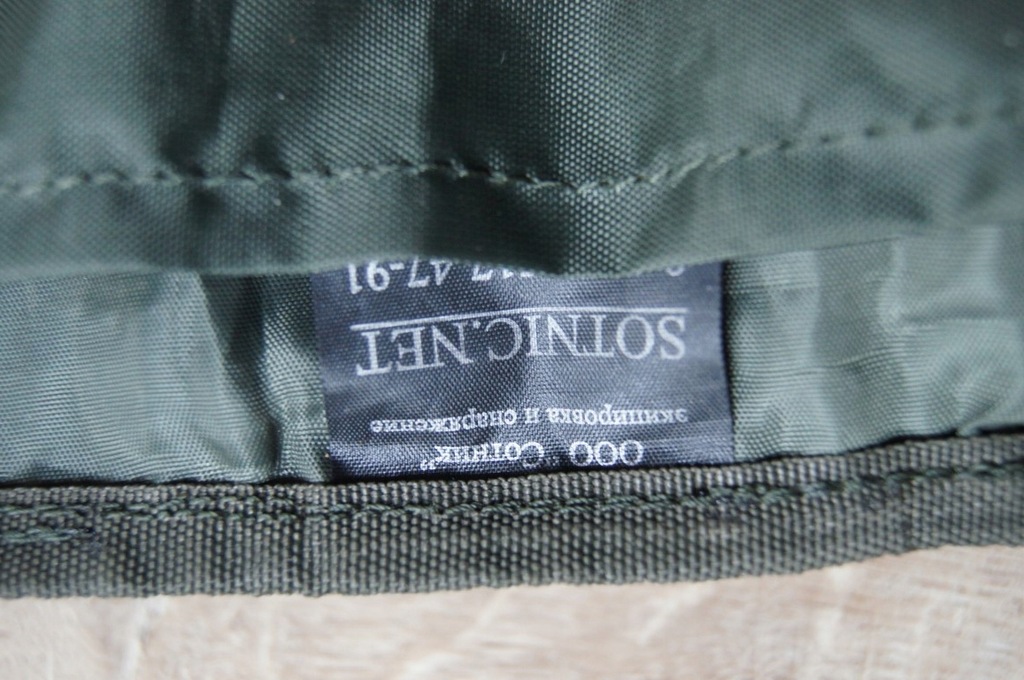 ООО Сотник”
экипировка и снаряжение
SOTNIC.NET
47-91